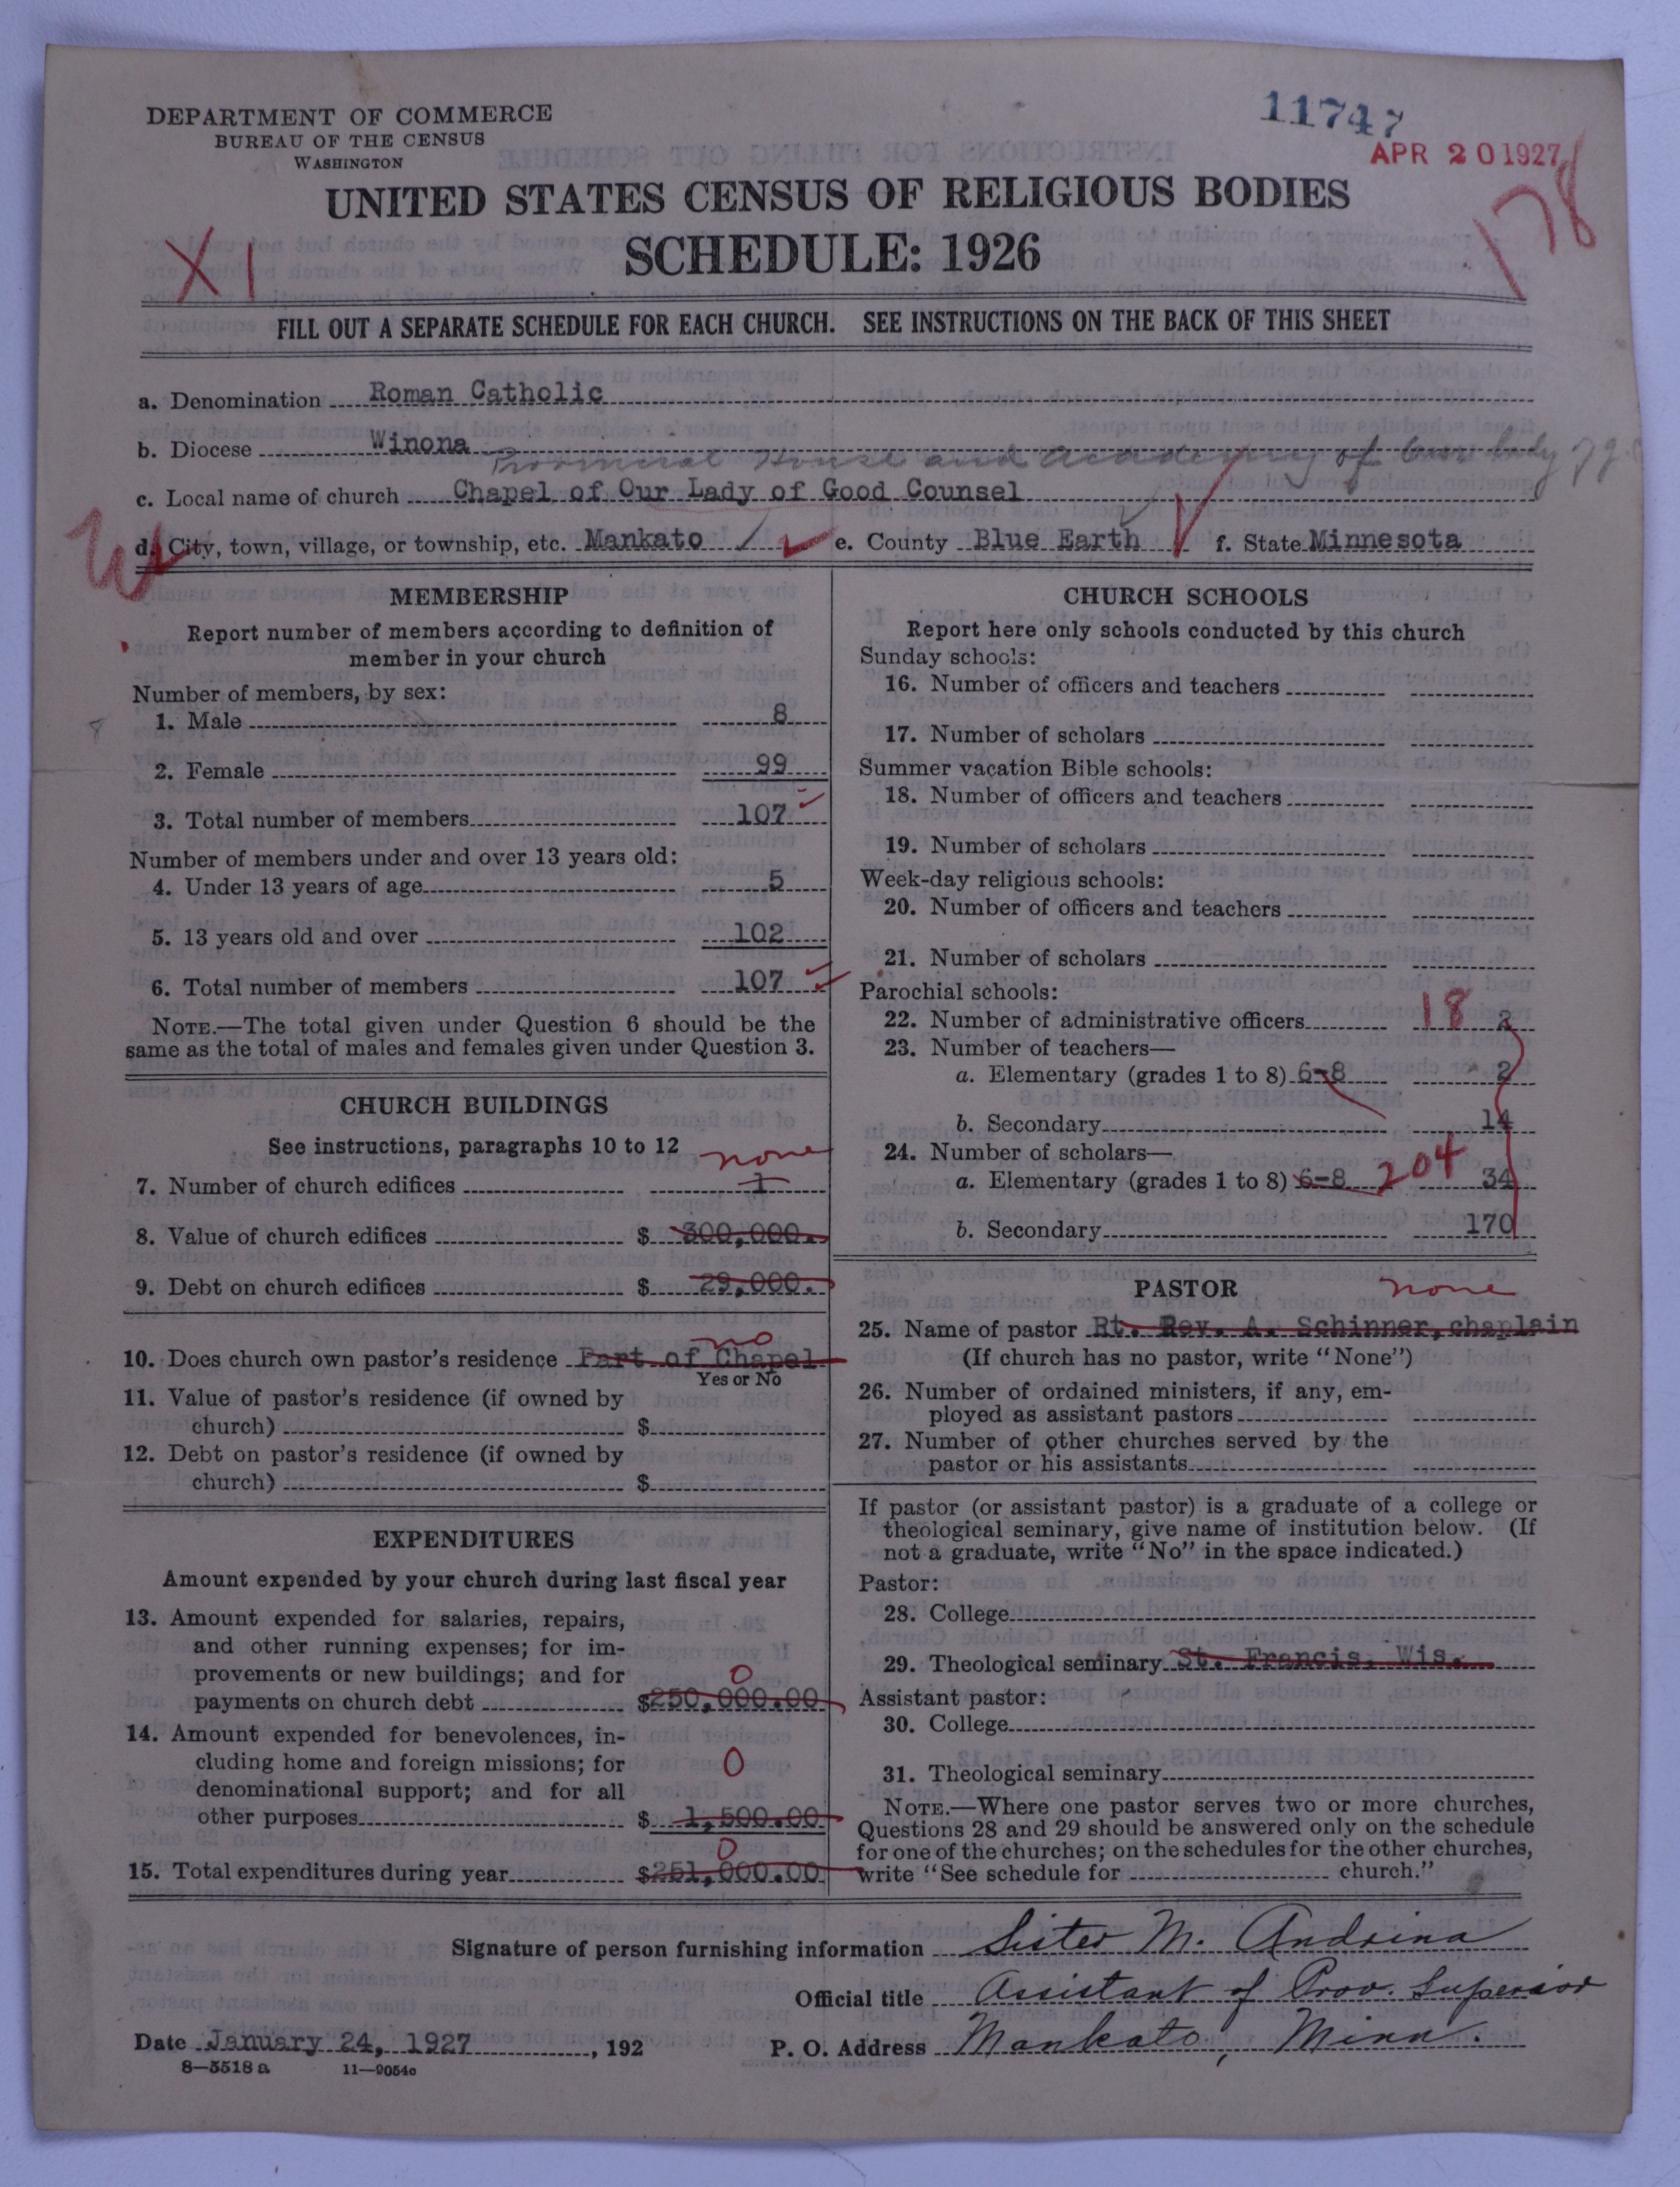 DEPARTMENT OF COMMERCE
BUREAU OF THE CENSUS
WASHINGTON
11747
APR 20 1927
178
UNITED STATES CENSUS OF RELIGIOUS BODIES
SCHEDULE: 1926
XI
FILL OUT A SEPARATE SCHEDULE FOR EACH CHURCH. SEE INSTRUCTIONS ON THE BACK OF THIS SHEET
a. Denomination Roman Catholic
b. Diocese Winona
Provincial House and Academy of Our Lady
c. Local name of church Chapel of Our Lady of Good Counsel
d. City, town, village, or township, etc. Mankato e. County Blue Earth f. State Minnesota
MEMBERSHIP
Report number of members according to definition of
member in your church
Number of members, by sex:
1. Male 8
2. Female 99
3. Total number of members 107
Number of members under and over 13 years old:
4. Under 13 years of age 5
5. 13 years old and over 102
6. Total number of members 107
NOTE.—The total given under Question 6 should be the
same as the total of males and females given under Question 3.
CHURCH BUILDINGS
See instructions, paragraphs 10 to 12
none
7. Number of church edifices 1
8. Value of church edifices $ 300,000.
9. Debt on church edifices $ 29,000.
no
10. Does church own pastor's residence Part of Chapel
Yes or No
11. Value of pastor's residence (if owned by
church) $
12. Debt on pastor's residence (if owned by
church) $
EXPENDITURES
Amount expended by your church during last fiscal year
13. Amount expended for salaries, repairs,
and other running expenses; for im-
provements or new buildings; and for 0
payments on church debt $250,000.00
14. Amount expended for benevolences, in-
cluding home and foreign missions; for 0
denominational support; and for all
other purposes $ 1,500.00
0
15. Total expenditures during year $251,000.00
CHURCH SCHOOLS
Report here only schools conducted by this church
Sunday schools:
16. Number of officers and teachers
17. Number of scholars
Summer vacation Bible schools:
18. Number of officers and teachers
19. Number of scholars
Week-day religious schools:
20. Number of officers and teachers
21. Number of scholars
Parochial schools:
22. Number of administrative officers 18 2
23. Number of teachers—
a. Elementary (grades 1 to 8) 6-8 2
b. Secondary 14
24. Number of scholars—
a. Elementary (grades 1 to 8) 6-8 204 34
b. Secondary 170
PASTOR none
25. Name of pastor Rt. Rev. A. Schinner, chaplain
(If church has no pastor, write "None")
26. Number of ordained ministers, if any, em-
ployed as assistant pastors
27. Number of other churches served by the
pastor or his assistants
If pastor (or assistant pastor) is a graduate of a college or
theological seminary, give name of institution below. (If
not a graduate, write "No" in the space indicated.)
Pastor:
28. College
29. Theological seminary St. Francis, Wis.
Assistant pastor:
30. College
31. Theological seminary
NOTE.—Where one pastor serves two or more churches,
Questions 28 and 29 should be answered only on the schedule
for one of the churches; on the schedules for the other churches,
write "See schedule for church."
Signature of person furnishing information Sister M. Andrina
Official title Assistant of Prov. Superior
Date January 24, 1927, 192 P. O. Address Mankato, Minn.
8—5518 a 11—9054c